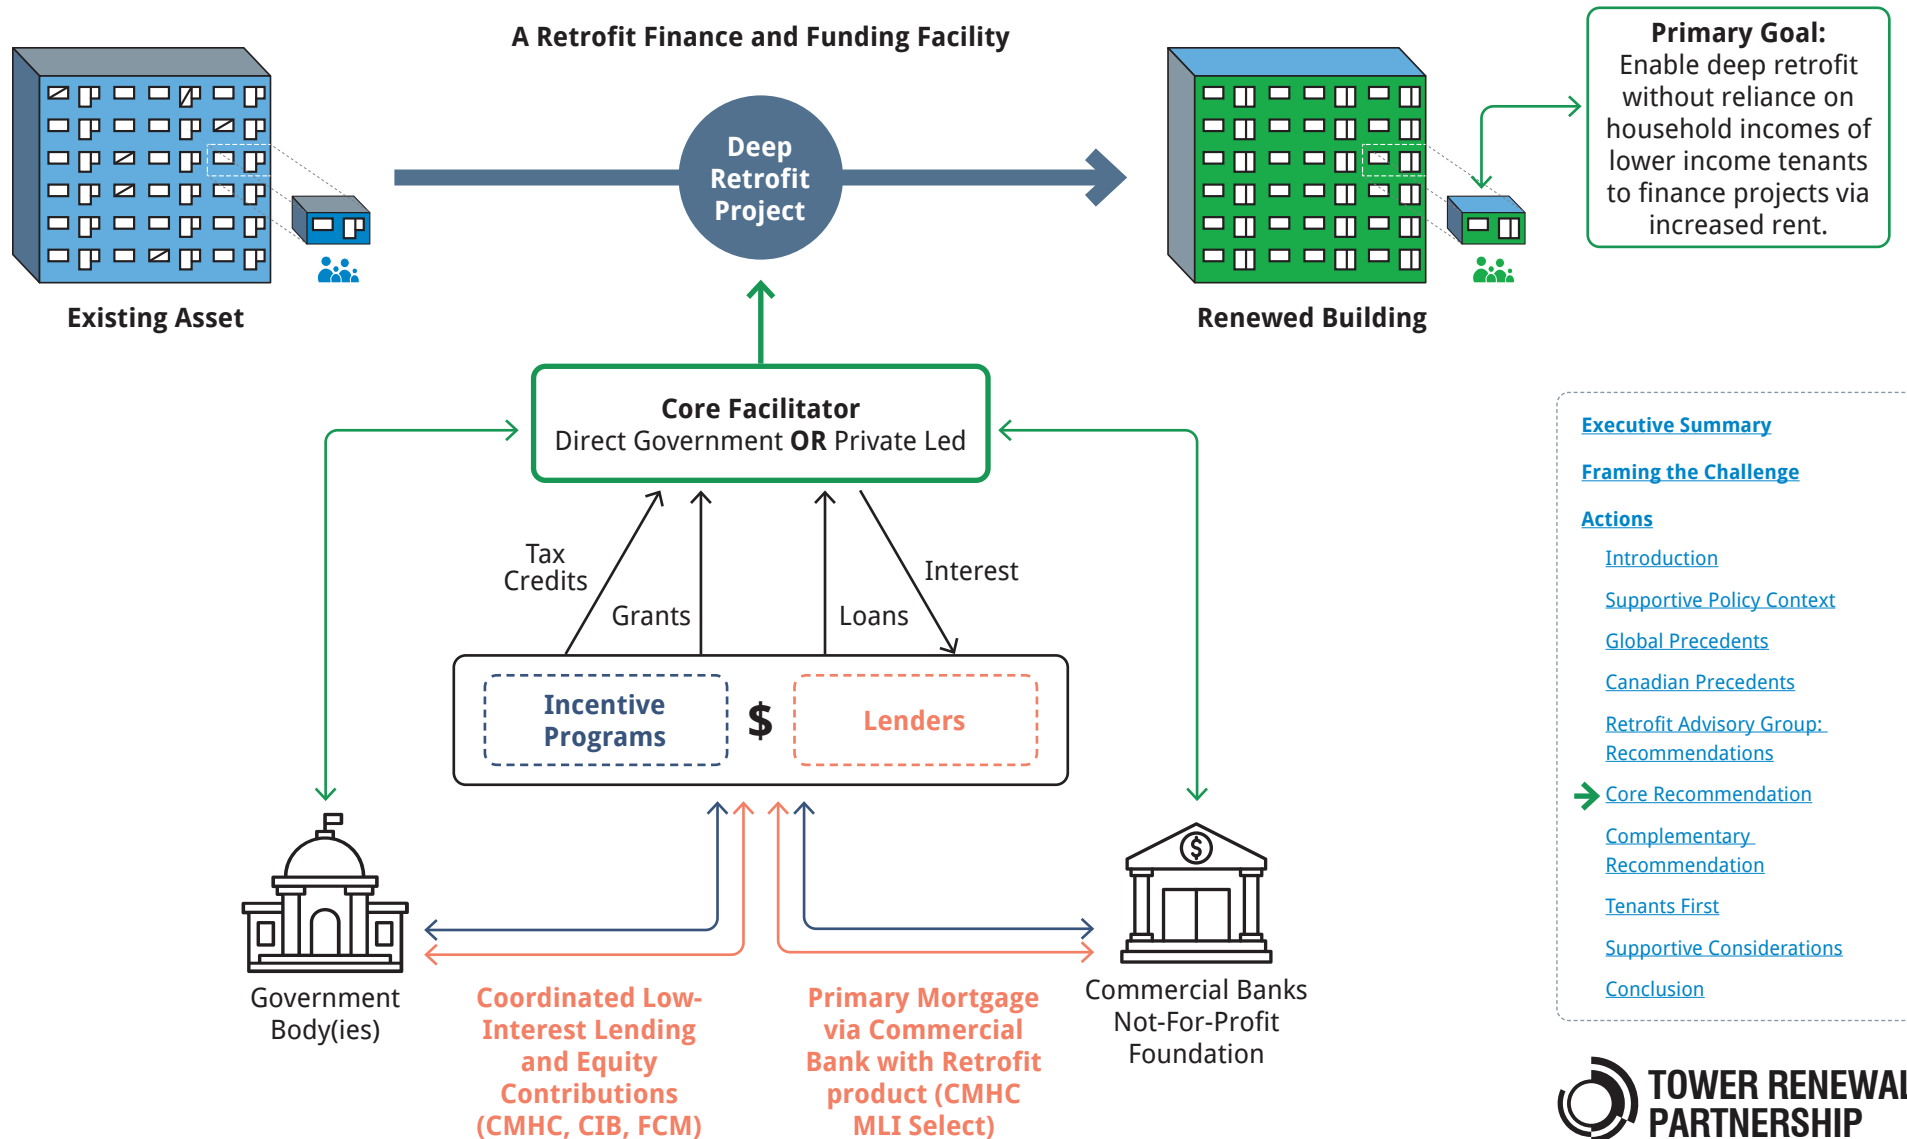 A Retrofit Finance and Funding Facility
Deep
Retrofit
Project
Existing Asset
Renewed Building
Primary Goal:
Enable deep retrofit
without reliance on
household incomes of
lower income tenants
to finance projects via
increased rent.
Core Facilitator
Direct Government OR Private Led
Tax
Credits
Grants
Loans
Interest
Incentive
Programs
$
Lenders
$
Government
Body(ies)
Coordinated Low-
Interest Lending
and Equity
Contributions
(CMHC, CIB, FCM)
Primary Mortgage
via Commercial
Bank with Retrofit
product (CMHC
MLI Select)
Commercial Banks
Not-For-Profit
Foundation
Executive Summary
Framing the Challenge
Actions
Introduction
Supportive Policy Context
Global Precedents
Canadian Precedents
Retrofit Advisory Group:
Recommendations
Core Recommendation
Complementary
Recommendation
Tenants First
Supportive Considerations
Conclusion
TOWER RENEWAL
PARTNERSHIP